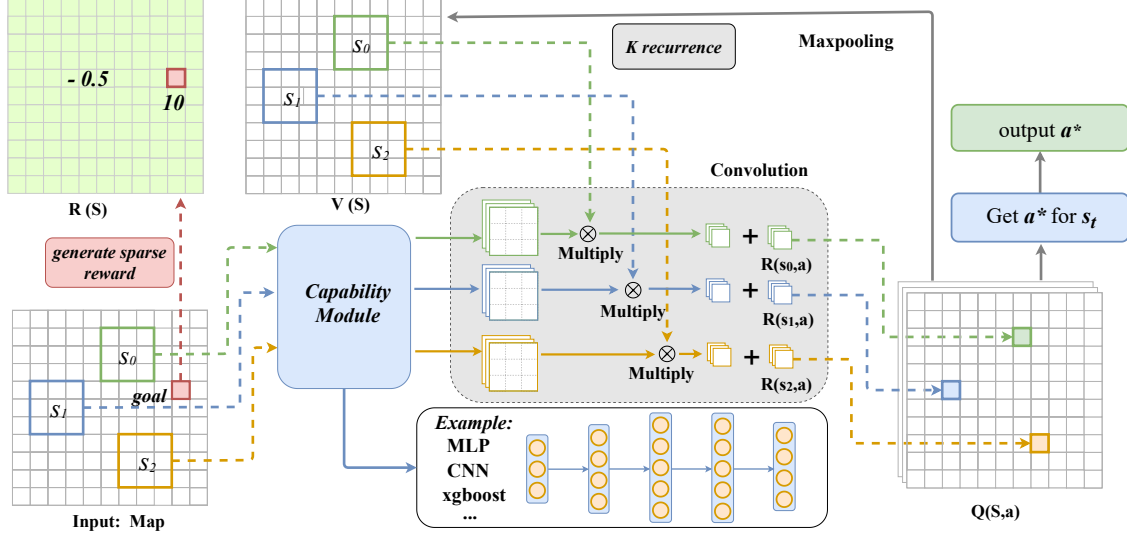 - 0.5
10
R (S)
generate sparse
reward
S0
S1
S2
goal
Input: Map
S0
S1
S2
V (S)
K recurrence
Maxpooling
Convolution
Capability
Module
Multiply
Multiply
Multiply
+
R(s0,a)
+
R(s1,a)
+
R(s2,a)
Example:
MLP
CNN
xgboost
...
output a*
Get a* for st
Q(S,a)